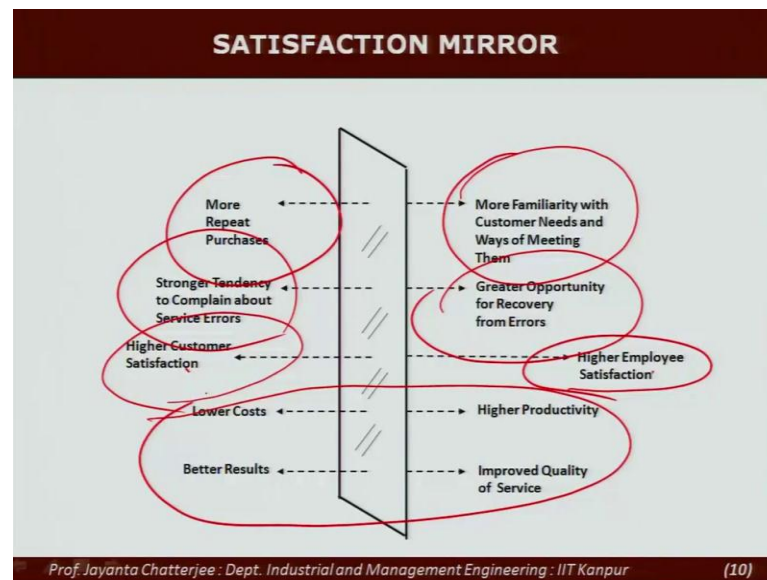 SATISFACTION MIRROR
More
Repeat
Purchases
More Familiarity with
Customer Needs and
Ways of Meeting
Them
Stronger Tendency
to Complain about
Service Errors
Greater Opportunity
for Recovery
from Errors
Higher Customer
Satisfaction
Higher Employee
Satisfaction
Lower Costs
Higher Productivity
Better Results
Improved Quality
of Service
Prof. Jayanta Chatterjee : Dept. Industrial and Management Engineering : IIT Kanpur
(10)